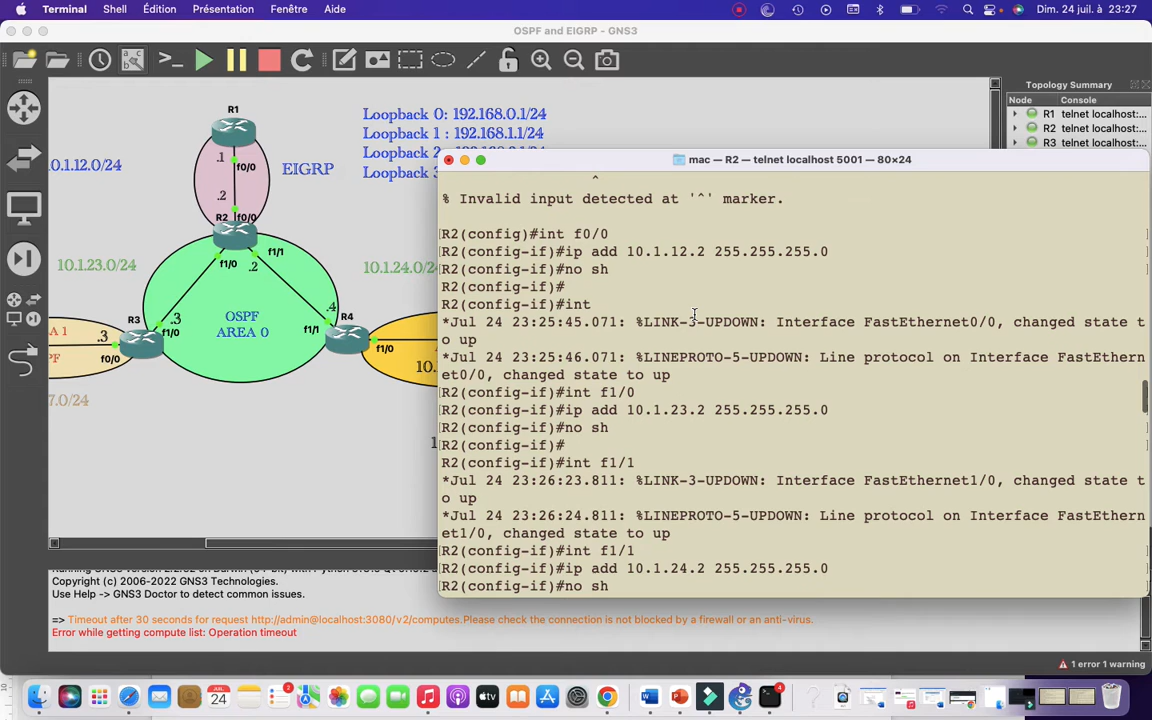 Terminal Shell Édition Présentation Fenêtre Aide Dim. 24 juil. à 23:27
OSPF and EIGRP - GNS3
Topology Summary
Node Console
R1 telnet localhost:...
R2 telnet localhost:...
R3 telnet localhost:...
R1
Loopback 0: 192.168.0.1/24
Loopback 1 : 192.168.1.1/24
Loopback 2
Loopback 3
.1
f0/0
0.1.12.0/24
EIGRP
.2
R2 f0/0
f1/1
10.1.23.0/24
f1/0
.2
10.1.24.0/24
OSPF
AREA 0
R3
.3
f1/0
R4
.4
f1/1
A 1
.3
f0/0
f1/0
10.
7.0/24
mac — R2 — telnet localhost 5001 — 80×24
^
% Invalid input detected at '^' marker.
R2(config)#int f0/0
R2(config-if)#ip add 10.1.12.2 255.255.255.0
R2(config-if)#no sh
R2(config-if)#
R2(config-if)#int
*Jul 24 23:25:45.071: %LINK-3-UPDOWN: Interface FastEthernet0/0, changed state t
o up
*Jul 24 23:25:46.071: %LINEPROTO-5-UPDOWN: Line protocol on Interface FastEthern
et0/0, changed state to up
R2(config-if)#int f1/0
R2(config-if)#ip add 10.1.23.2 255.255.255.0
R2(config-if)#no sh
R2(config-if)#
R2(config-if)#int f1/1
*Jul 24 23:26:23.811: %LINK-3-UPDOWN: Interface FastEthernet1/0, changed state t
o up
*Jul 24 23:26:24.811: %LINEPROTO-5-UPDOWN: Line protocol on Interface FastEthern
et1/0, changed state to up
R2(config-if)#int f1/1
R2(config-if)#ip add 10.1.24.2 255.255.255.0
R2(config-if)#no sh
Copyright (c) 2006-2022 GNS3 Technologies.
Use Help -> GNS3 Doctor to detect common issues.
=> Timeout after 30 seconds for request http://admin@localhost:3080/v2/computes.Please check the connection is not blocked by a firewall or an anti-virus.
Error while getting compute list: Operation timeout
1 error 1 warning
JUIL.
24
2
4